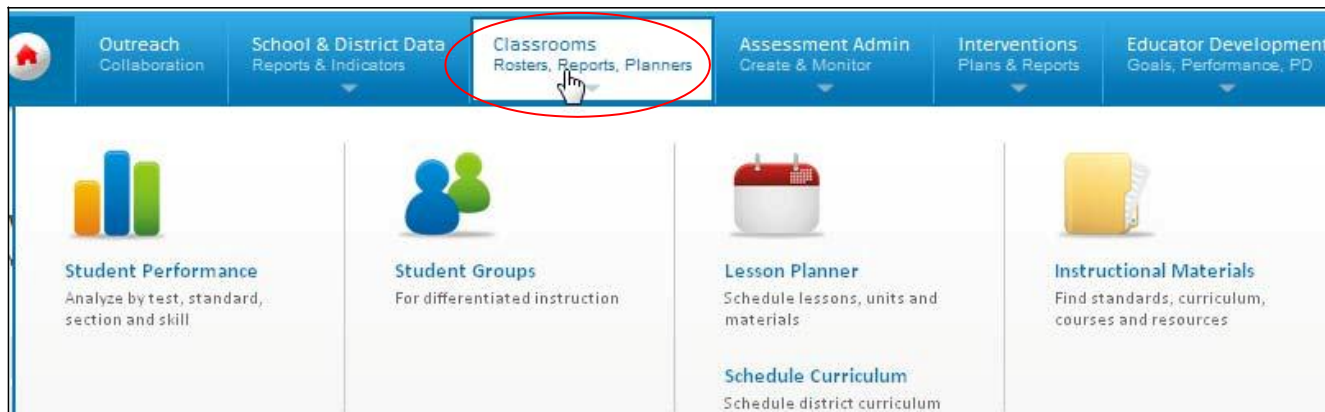 Outreach
Collaboration
School & District Data
Reports & Indicators
Classrooms
Rosters, Reports, Planners
Assessment Admin
Create & Monitor
Interventions
Plans & Reports
Educator Development
Goals, Performance, PD
Student Performance
Analyze by test, standard,
section and skill
Student Groups
For differentiated instruction
Lesson Planner
Schedule lessons, units and
materials
Schedule Curriculum
Schedule district curriculum
Instructional Materials
Find standards, curriculum,
courses and resources